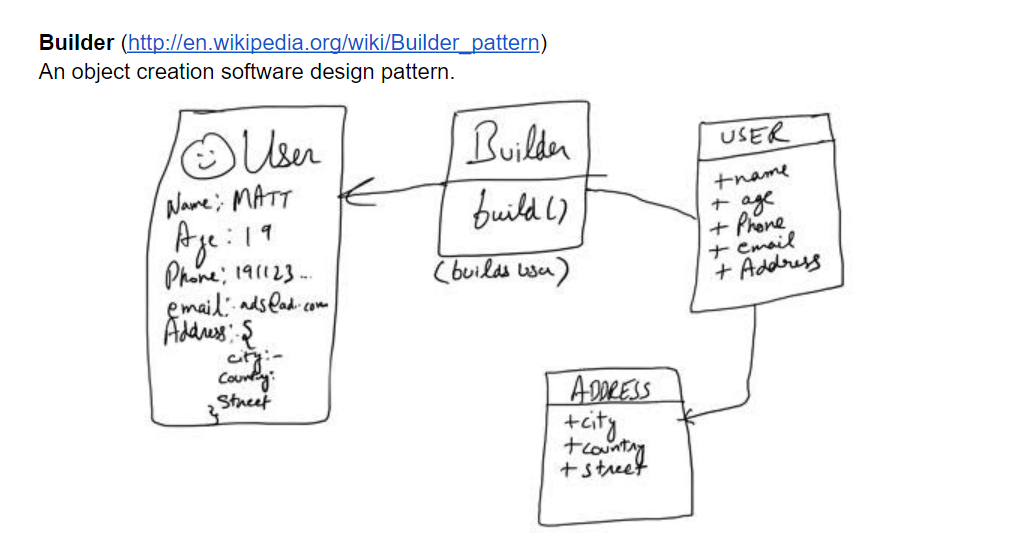 Builder (http://en.wikipedia.org/wiki/Builder_pattern)
An object creation software design pattern.
User
Name: MATT
Age: 19
Phone: 191123...
email: ads@ad.com
Address: {
city:-
Country:
Street
}
Builder
build()
(builds user)
USER
+name
+ age
+ Phone
+ email
+ Address
ADDRESS
+city
+country
+street